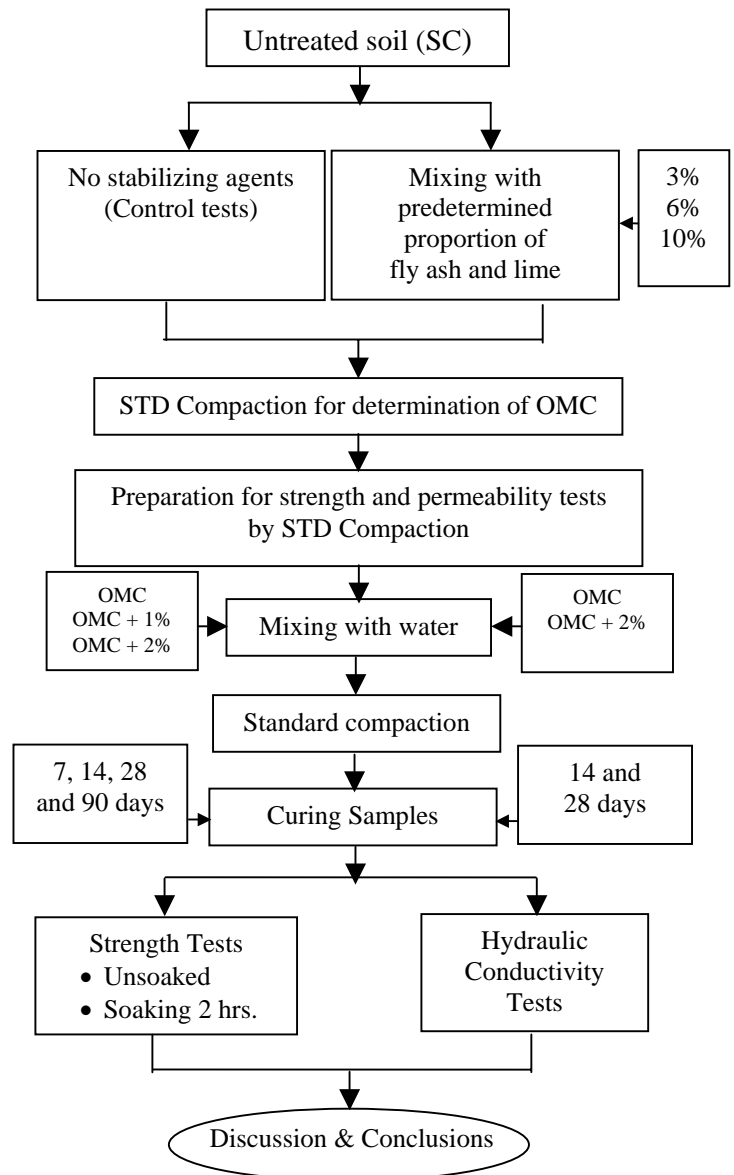 Untreated soil (SC)
No stabilizing agents
(Control tests)
Mixing with
predetermined
proportion of
fly ash and lime
3%
6%
10%
STD Compaction for determination of OMC
Preparation for strength and permeability tests
by STD Compaction
OMC
OMC + 1%
OMC + 2%
Mixing with water
OMC
OMC + 2%
Standard compaction
7, 14, 28
and 90 days
Curing Samples
14 and
28 days
Strength Tests
• Unsoaked
• Soaking 2 hrs.
Hydraulic
Conductivity
Tests
Discussion & Conclusions